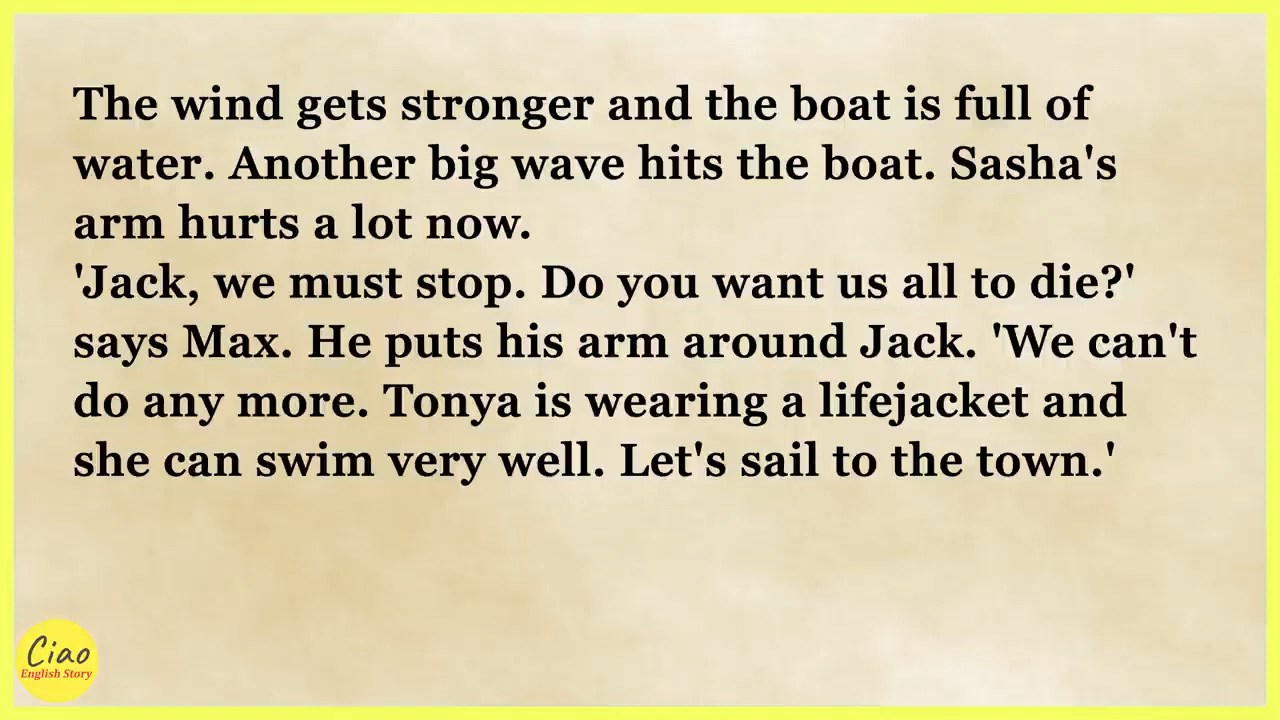 The wind gets stronger and the boat is full of
water. Another big wave hits the boat. Sasha's
arm hurts a lot now.
'Jack, we must stop. Do you want us all to die?'
says Max. He puts his arm around Jack. 'We can't
do any more. Tonya is wearing a lifejacket and
she can swim very well. Let's sail to the town.'
Ciao
English Story